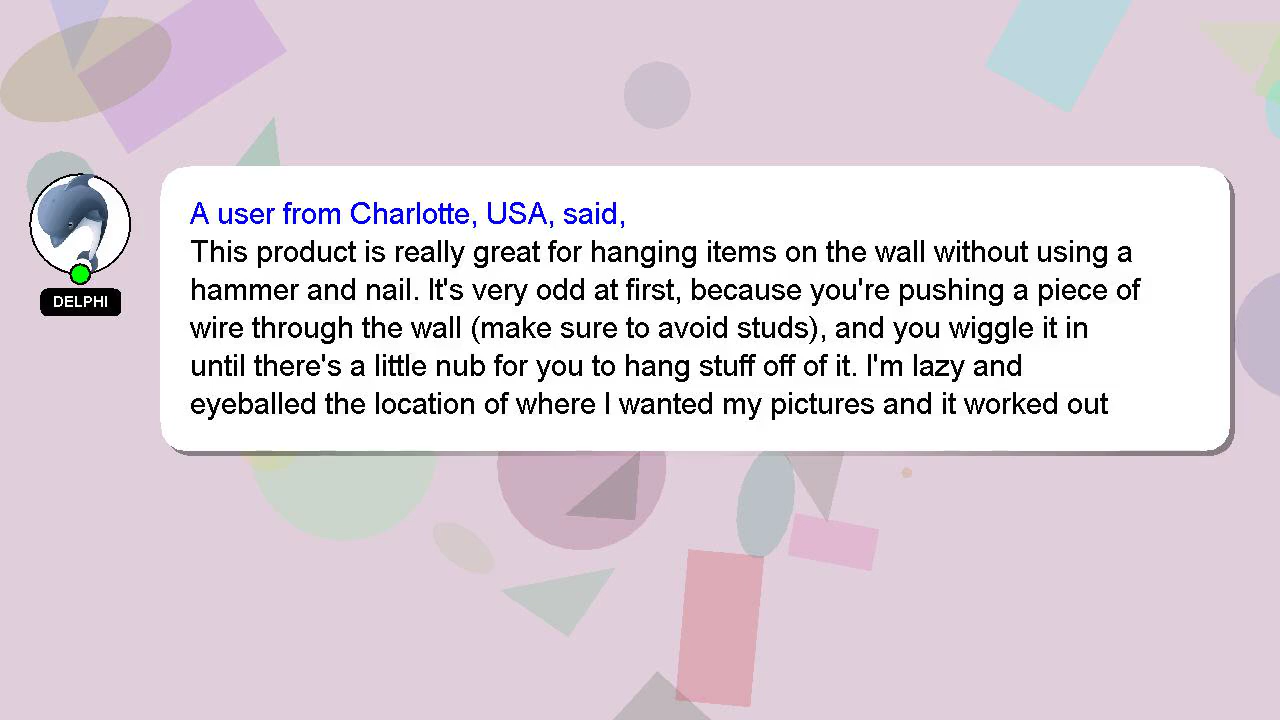 A user from Charlotte, USA, said,
This product is really great for hanging items on the wall without using a
hammer and nail. It's very odd at first, because you're pushing a piece of
wire through the wall (make sure to avoid studs), and you wiggle it in
until there's a little nub for you to hang stuff off of it. I'm lazy and
eyeballed the location of where I wanted my pictures and it worked out
DELPHI